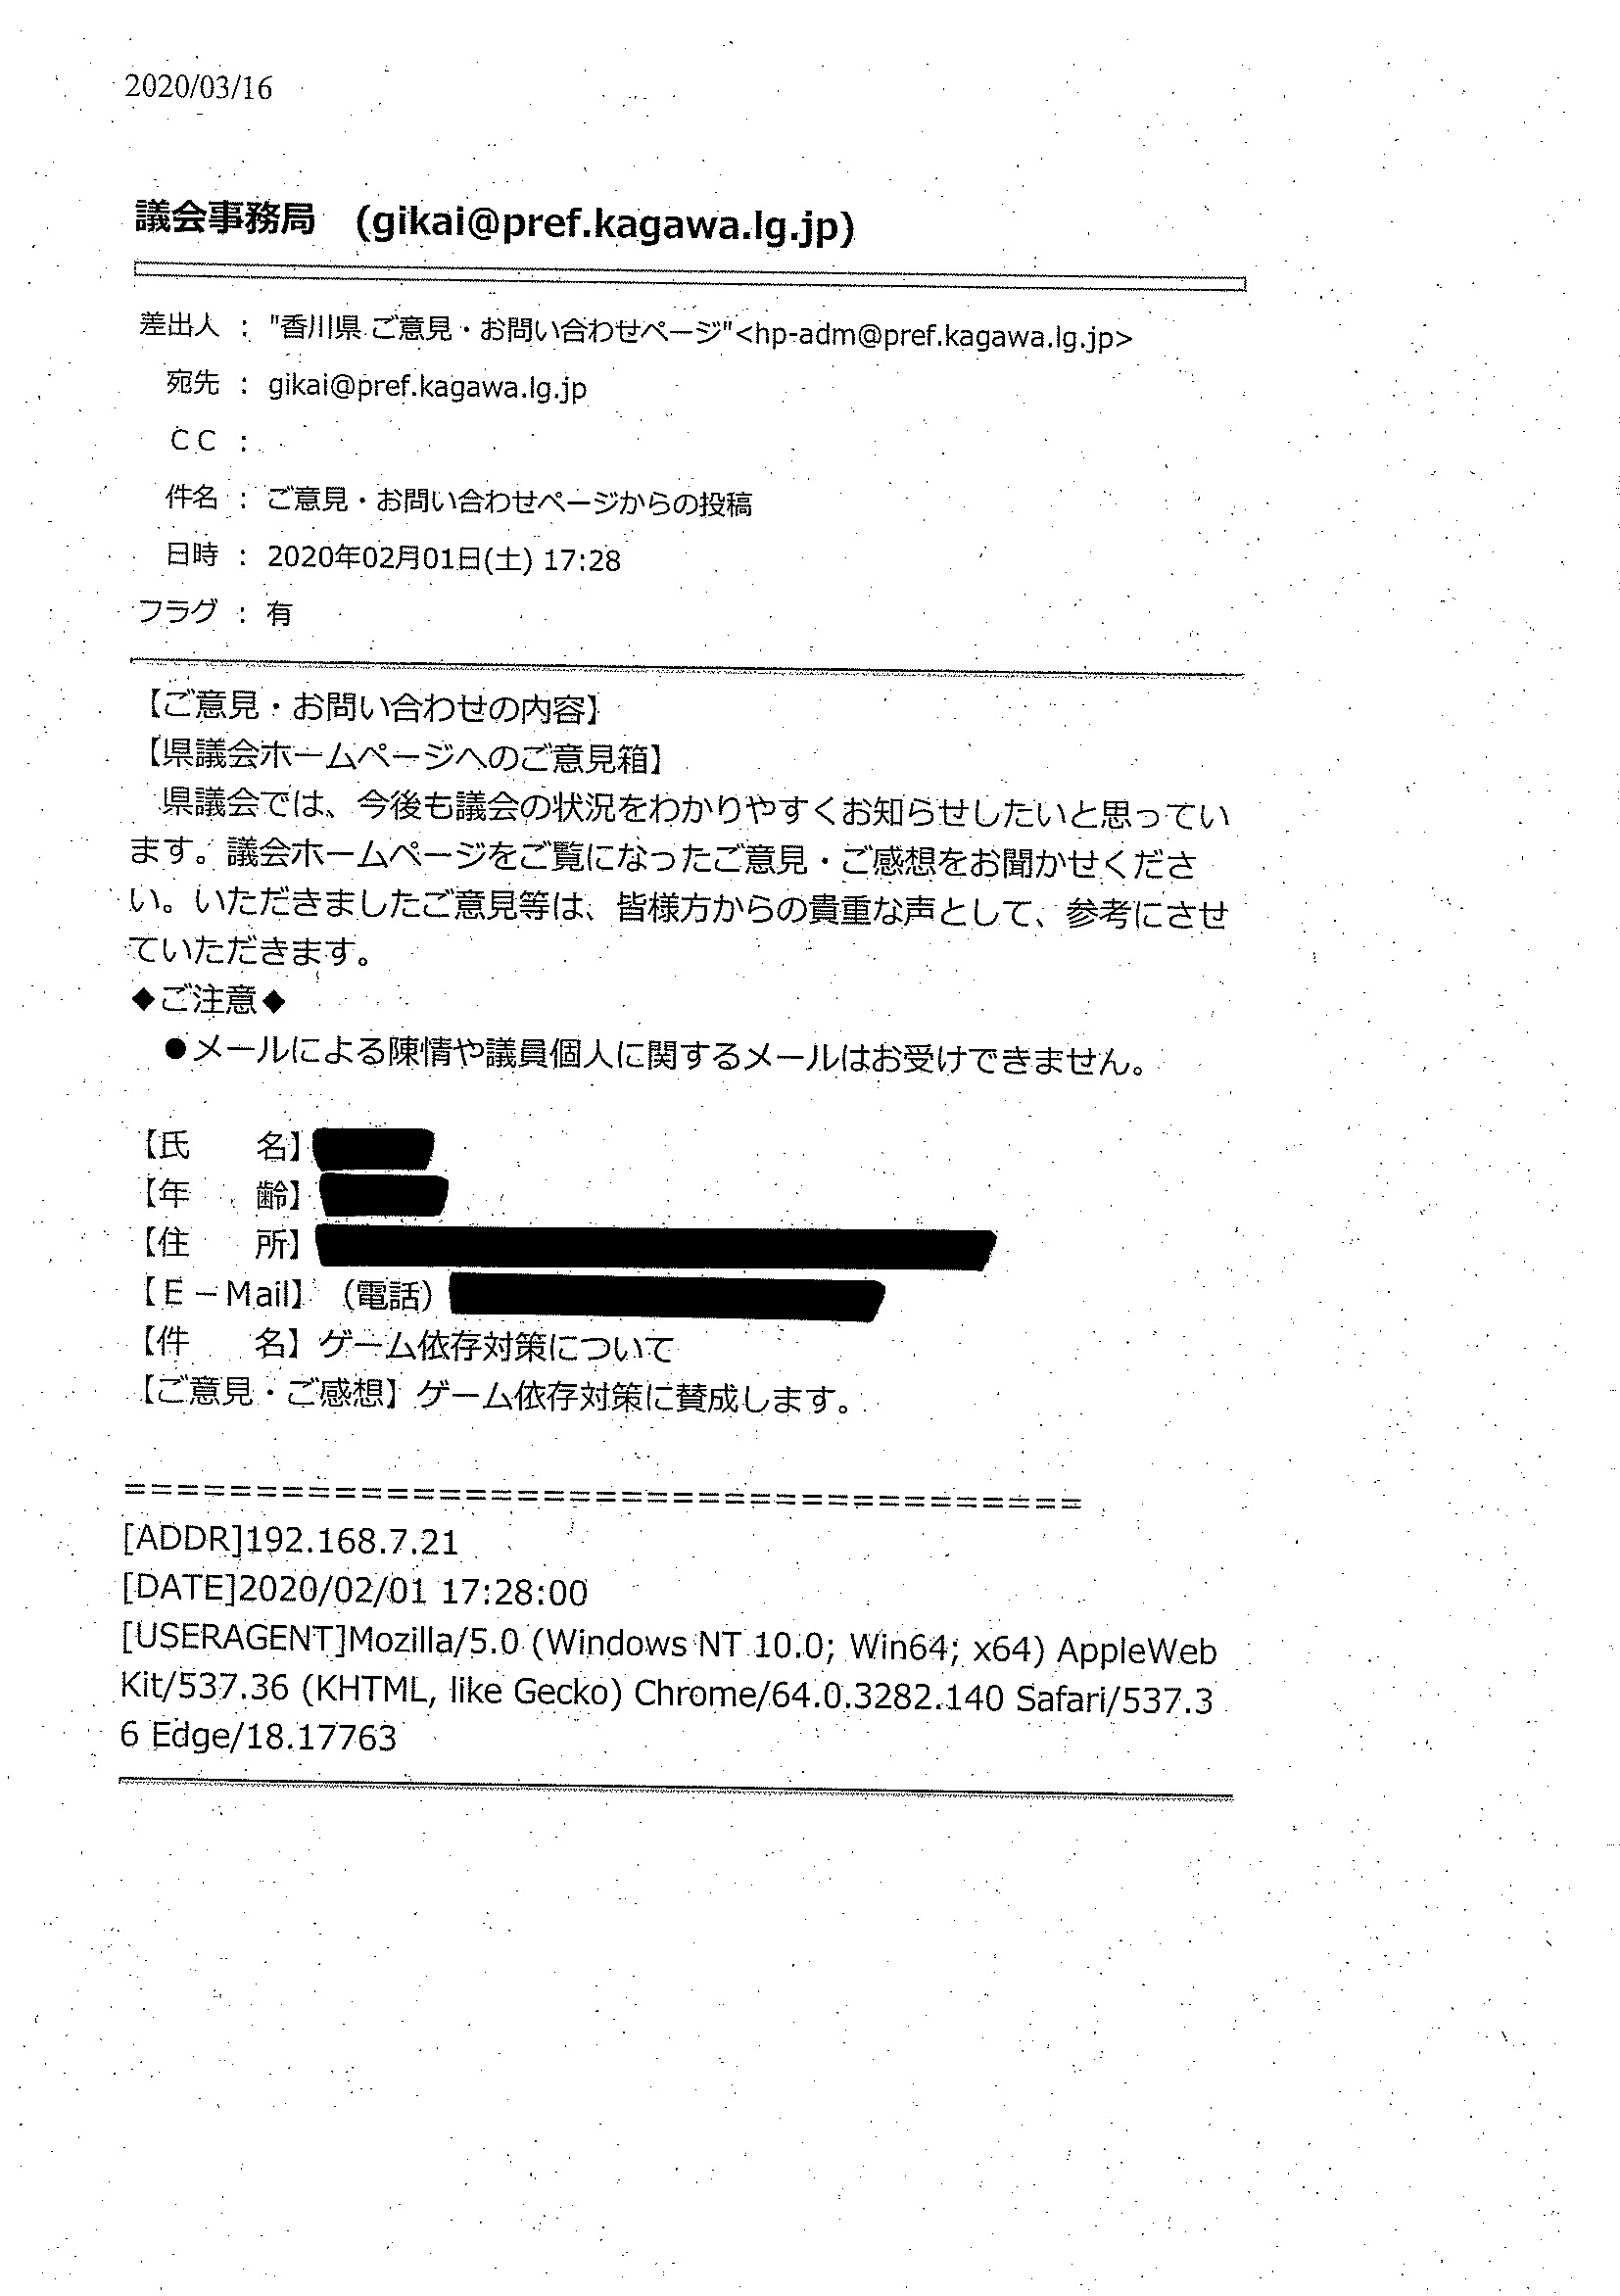 2020/03/16
議会事務局 (gikai@pref.kagawa.lg.jp)
差出人 : "香川県 ご意見・お問い合わせページ"<hp-adm@pref.kagawa.lg.jp>
宛先 : gikai@pref.kagawa.lg.jp
ＣＣ :
件名 : ご意見・お問い合わせページからの投稿
日時 : 2020年02月01日(土) 17:28
フラグ : 有
【ご意見・お問い合わせの内容】
【県議会ホームページへのご意見箱】
県議会では、今後も議会の状況をわかりやすくお知らせしたいと思ってい
ます。議会ホームページをご覧になったご意見・ご感想をお聞かせくださ
い。いただきましたご意見等は、皆様方からの貴重な声として、参考にさせ
ていただきます。
◆ご注意◆
●メールによる陳情や議員個人に関するメールはお受けできません。
【氏　　名】
【年　　齢】
【住　　所】
【Ｅ－Mail】（電話）
【件　　名】ゲーム依存対策について
【ご意見・ご感想】ゲーム依存対策に賛成します。
=====================================
[ADDR]192.168.7.21
[DATE]2020/02/01 17:28:00
[USERAGENT]Mozilla/5.0 (Windows NT 10.0; Win64; x64) AppleWeb
Kit/537.36 (KHTML, like Gecko) Chrome/64.0.3282.140 Safari/537.3
6 Edge/18.17763